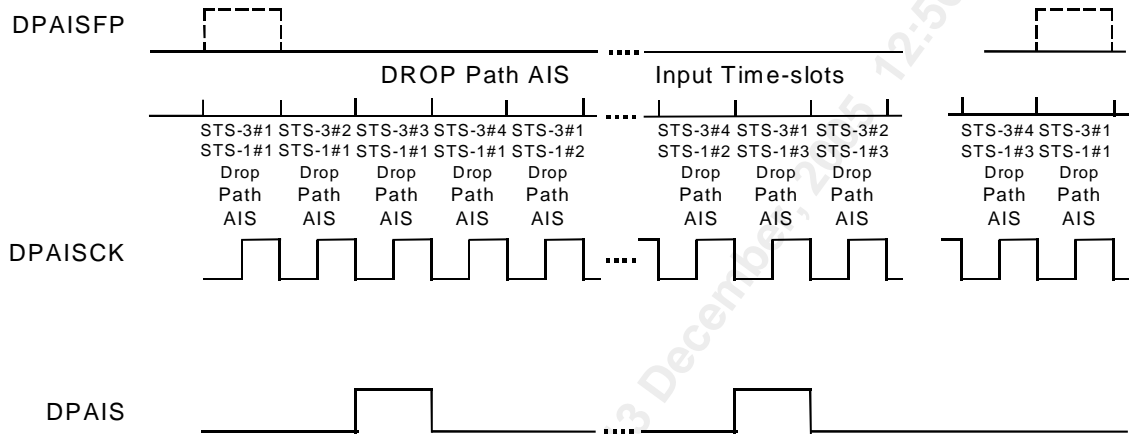 DPAISFP
DROP Path AIS Input Time-slots
STS-3#1 STS-3#2 STS-3#3 STS-3#4 STS-3#1 STS-3#4 STS-3#1 STS-3#2 STS-3#4 STS-3#1
STS-1#1 STS-1#1 STS-1#1 STS-1#1 STS-1#2 STS-1#2 STS-1#3 STS-1#3 STS-1#3 STS-1#1
Drop Drop Drop Drop Drop Drop Drop Drop Drop Drop
Path Path Path Path Path Path Path Path Path Path
AIS AIS AIS AIS AIS AIS AIS AIS AIS AIS
DPAISCK
DPAIS
3 December, 2005 12:56